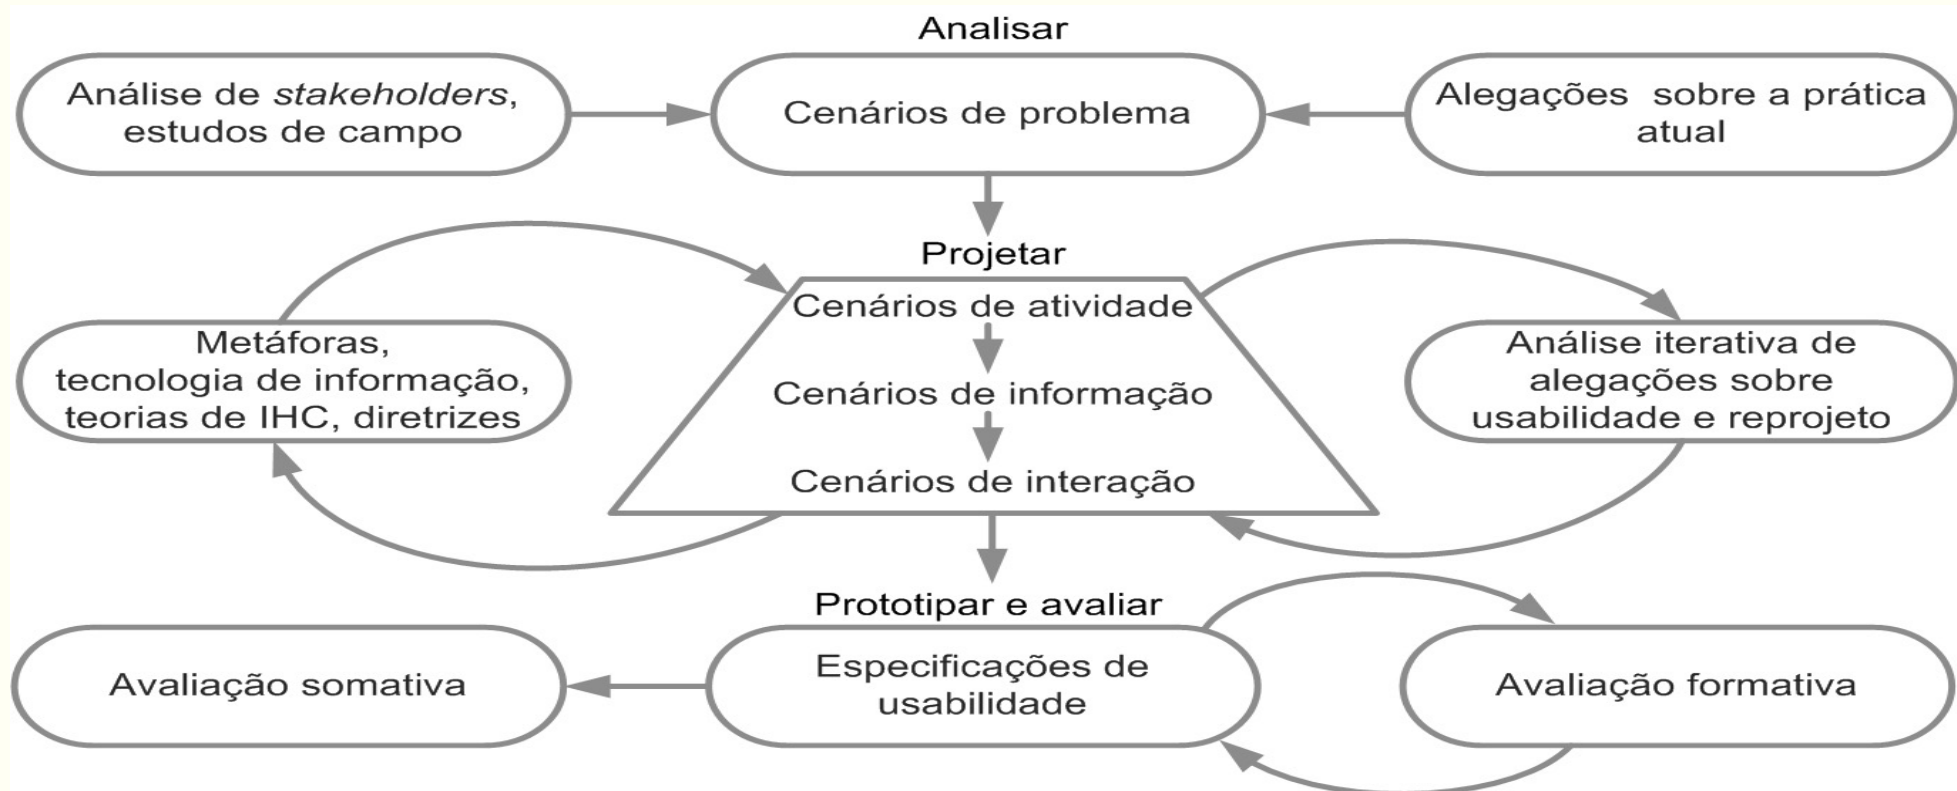 Analisar
Análise de stakeholders,
estudos de campo
Cenários de problema
Alegações sobre a prática
atual
Projetar
Metáforas,
tecnologia de informação,
teorias de IHC, diretrizes
Cenários de atividade
Cenários de informação
Cenários de interação
Análise iterativa de
alegações sobre
usabilidade e reprojeto
Prototipar e avaliar
Avaliação somativa
Especificações de
usabilidade
Avaliação formativa